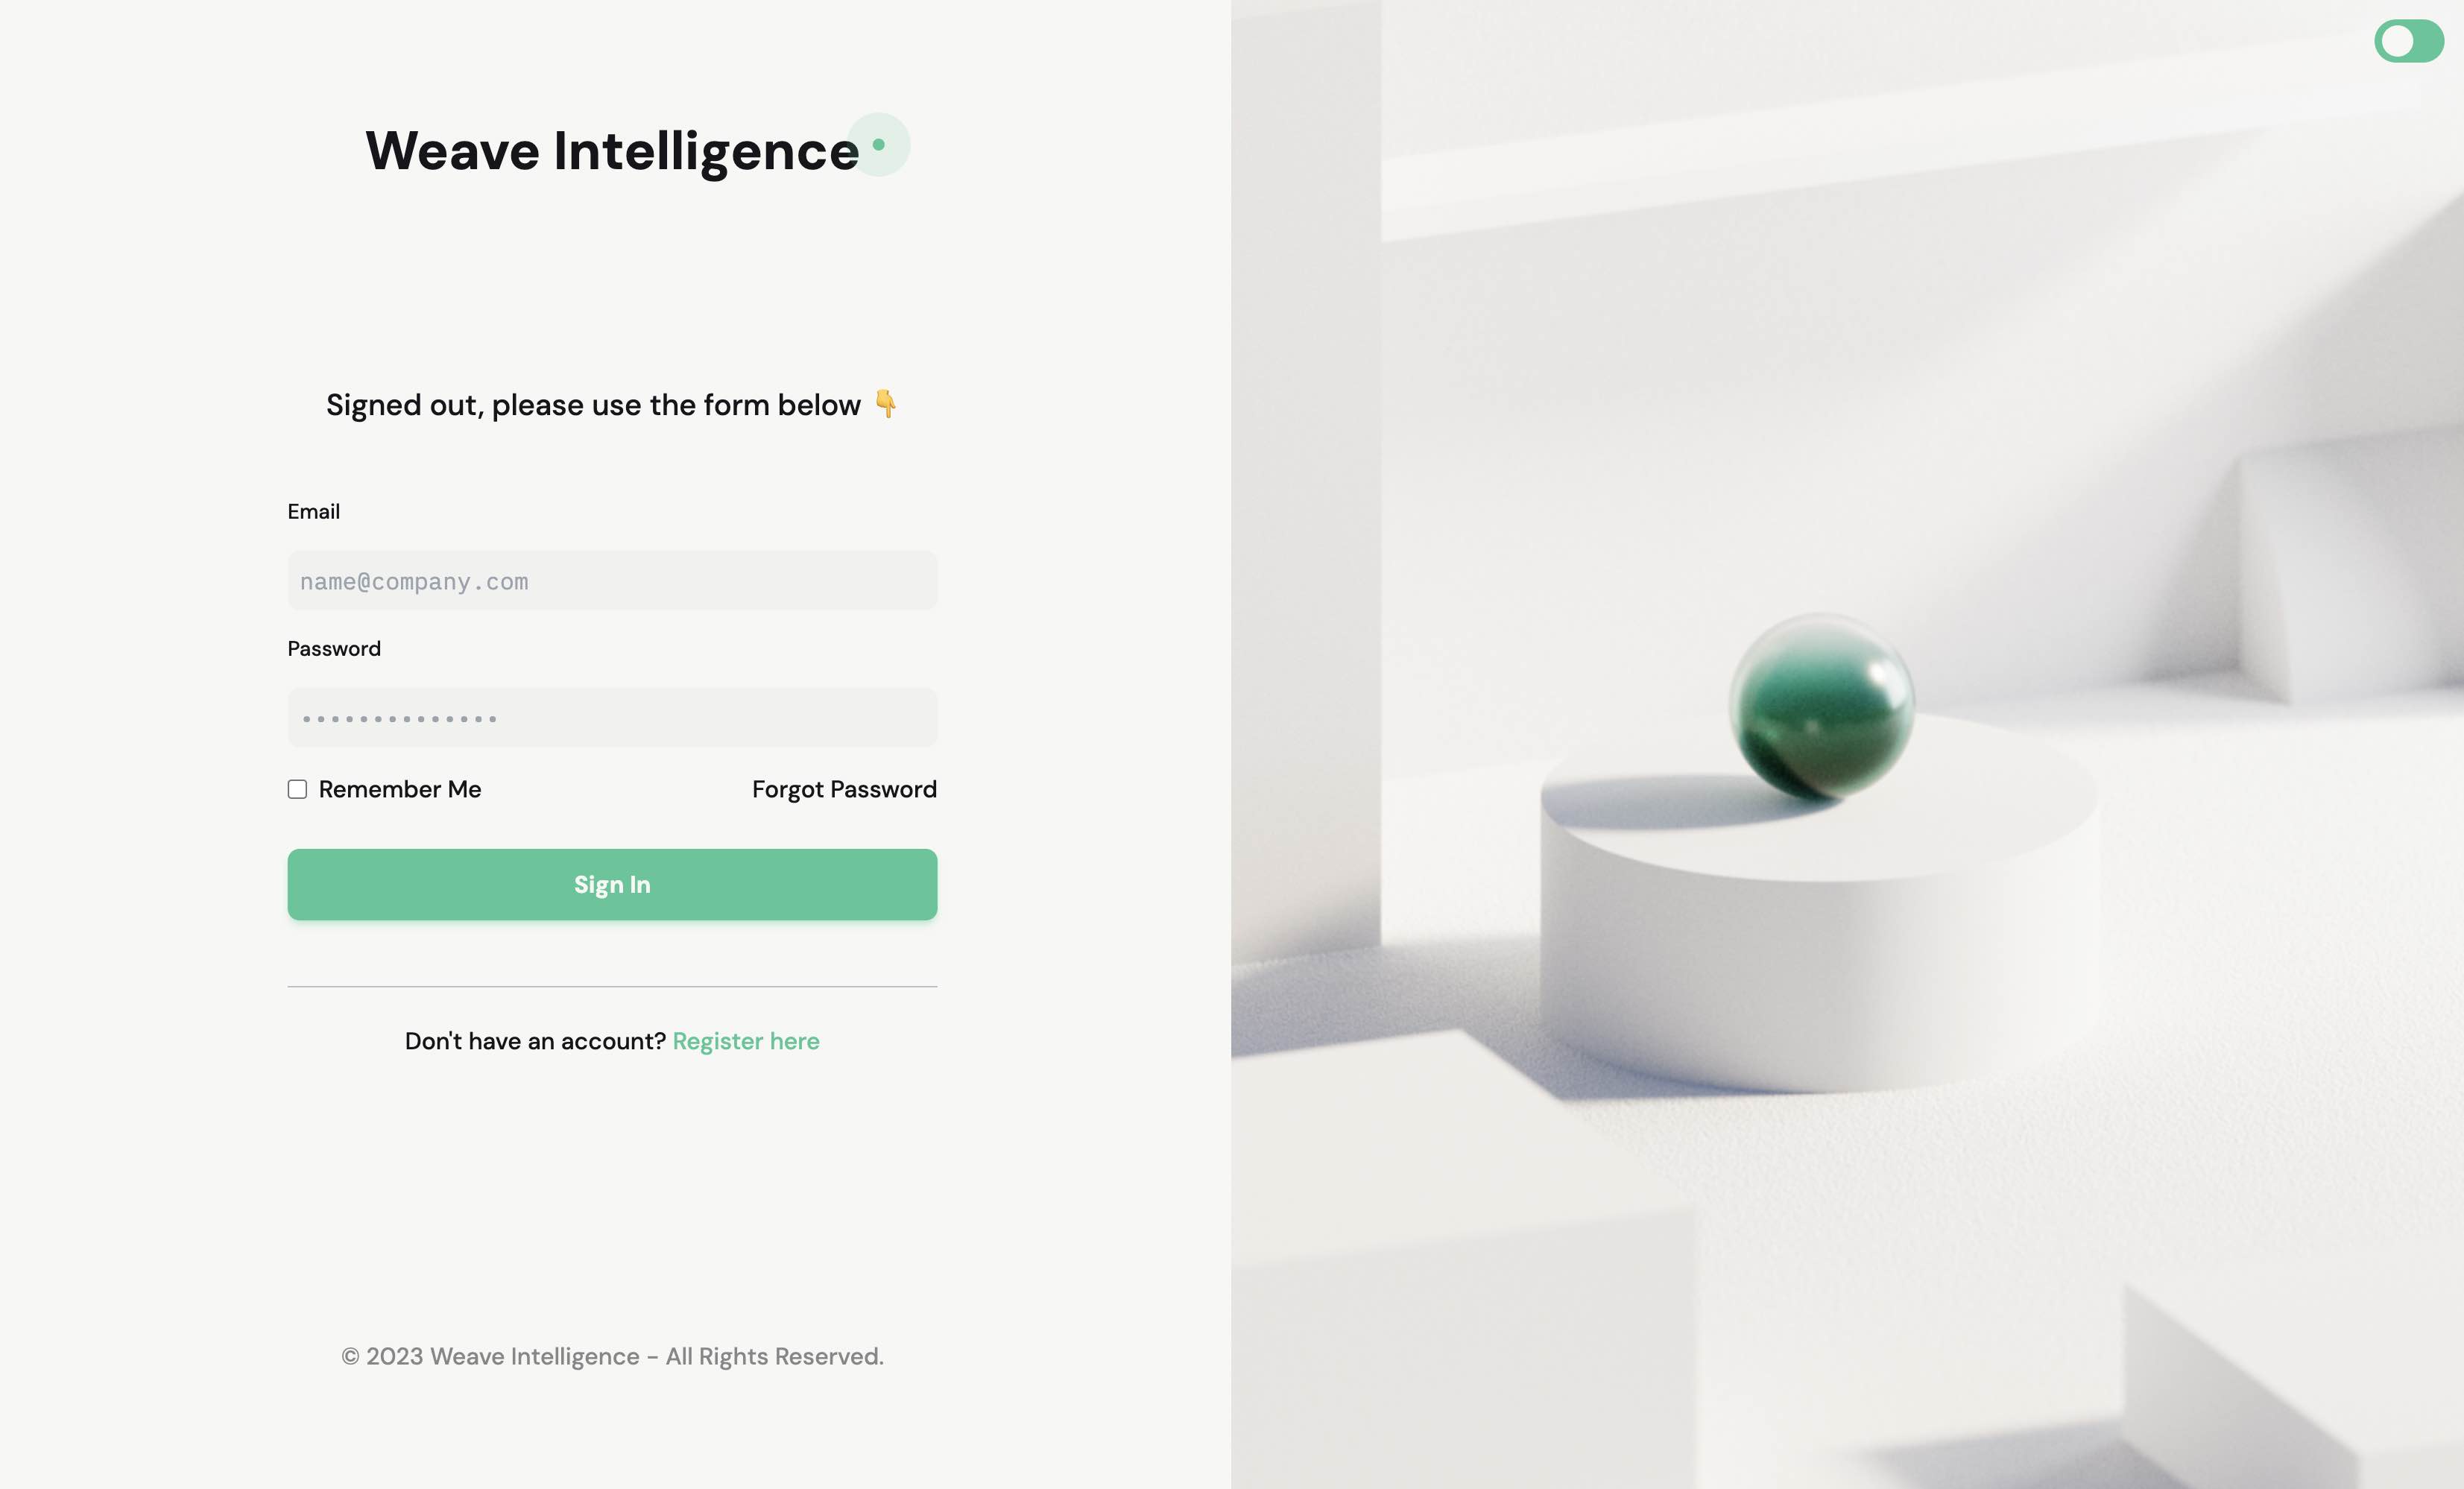 Weave Intelligence
Signed out, please use the form below 👇
Email
name@company.com
Password
••••••••••••••
Remember Me
Forgot Password
Sign In
Don't have an account? Register here
© 2023 Weave Intelligence - All Rights Reserved.